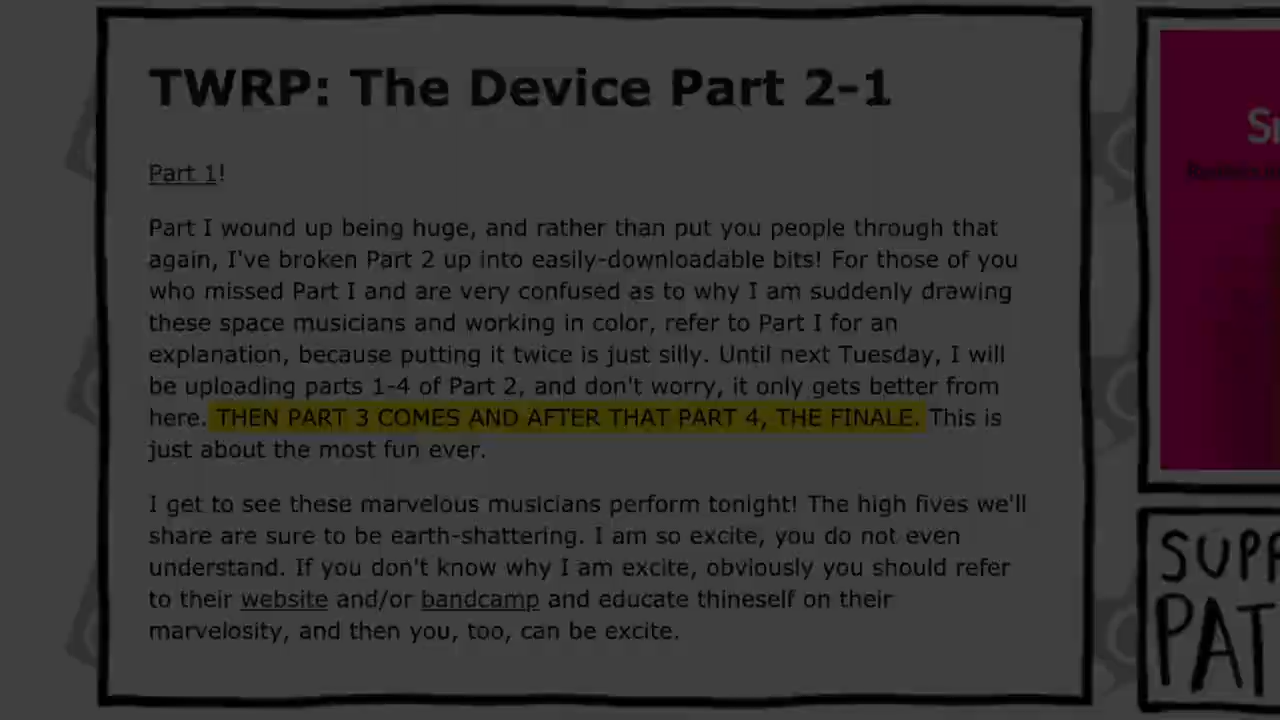 TWRP: The Device Part 2-1
Part 1!
Part I wound up being huge, and rather than put you people through that
again, I've broken Part 2 up into easily-downloadable bits! For those of you
who missed Part I and are very confused as to why I am suddenly drawing
these space musicians and working in color, refer to Part I for an
explanation, because putting it twice is just silly. Until next Tuesday, I will
be uploading parts 1-4 of Part 2, and don't worry, it only gets better from
here. THEN PART 3 COMES AND AFTER THAT PART 4, THE FINALE. This is
just about the most fun ever.
I get to see these marvelous musicians perform tonight! The high fives we'll
share are sure to be earth-shattering. I am so excite, you do not even
understand. If you don't know why I am excite, obviously you should refer
to their website and/or bandcamp and educate thineself on their
marvelosity, and then you, too, can be excite.
SUPP
PAT